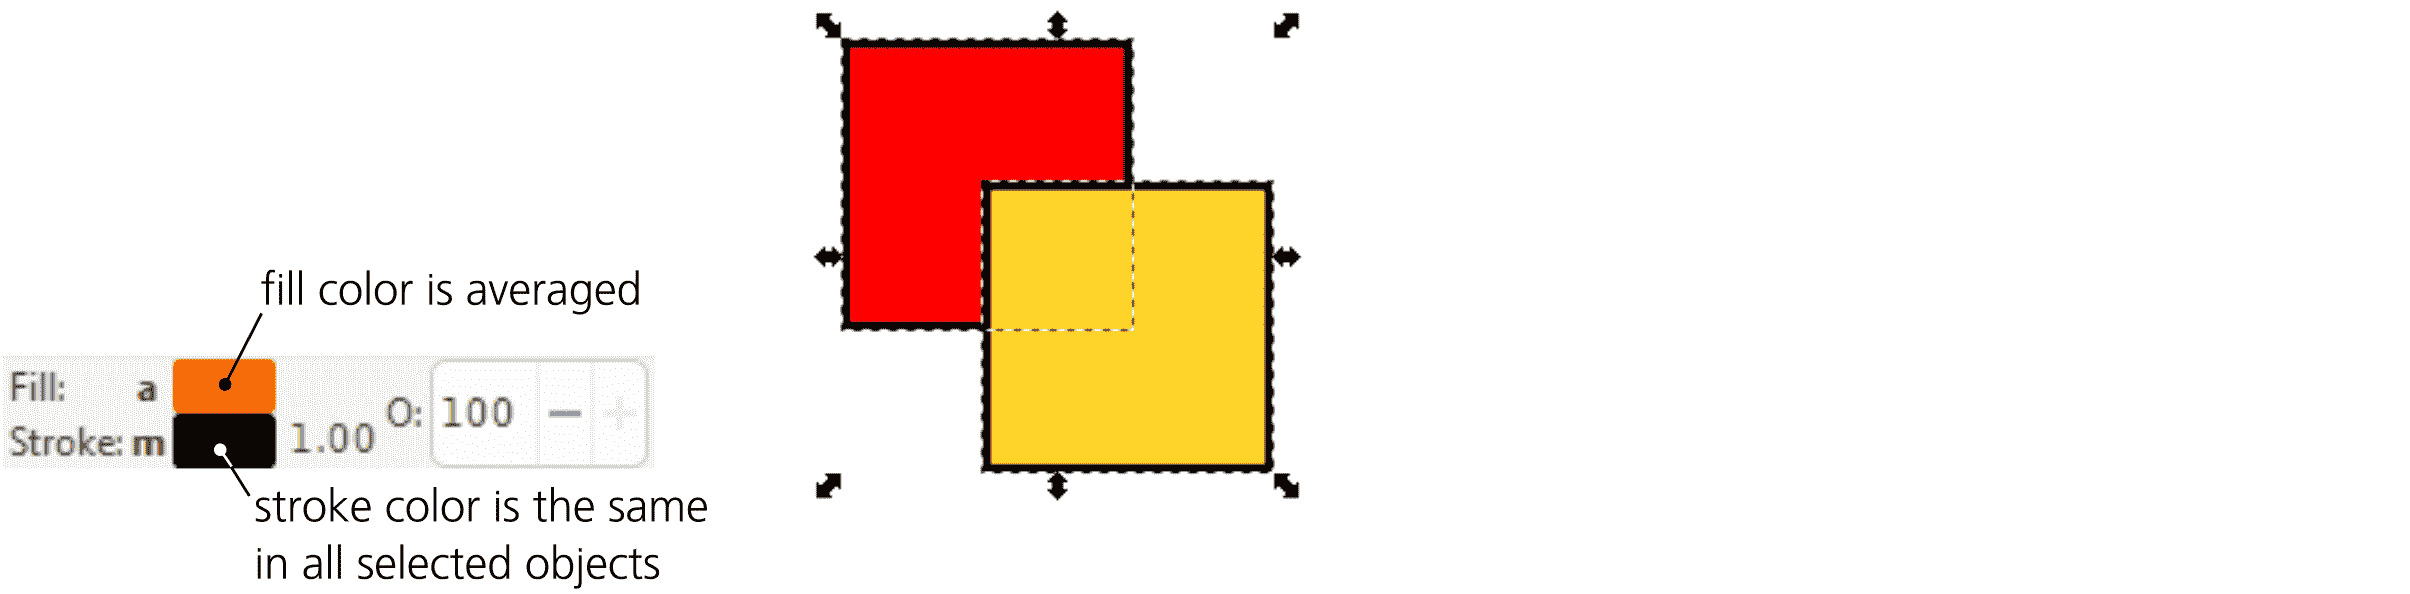 fill color is averaged
Fill: a
Stroke: m 1.00 O: 100
stroke color is the same
in all selected objects